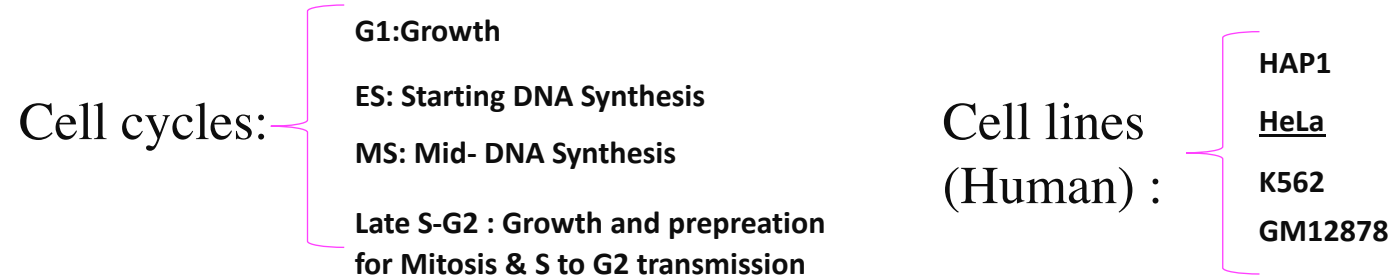 Cell cycles:
G1:Growth
ES: Starting DNA Synthesis
MS: Mid- DNA Synthesis
Late S-G2 : Growth and prepreation
for Mitosis & S to G2 transmission
Cell lines
(Human) :
HAP1
HeLa
K562
GM12878